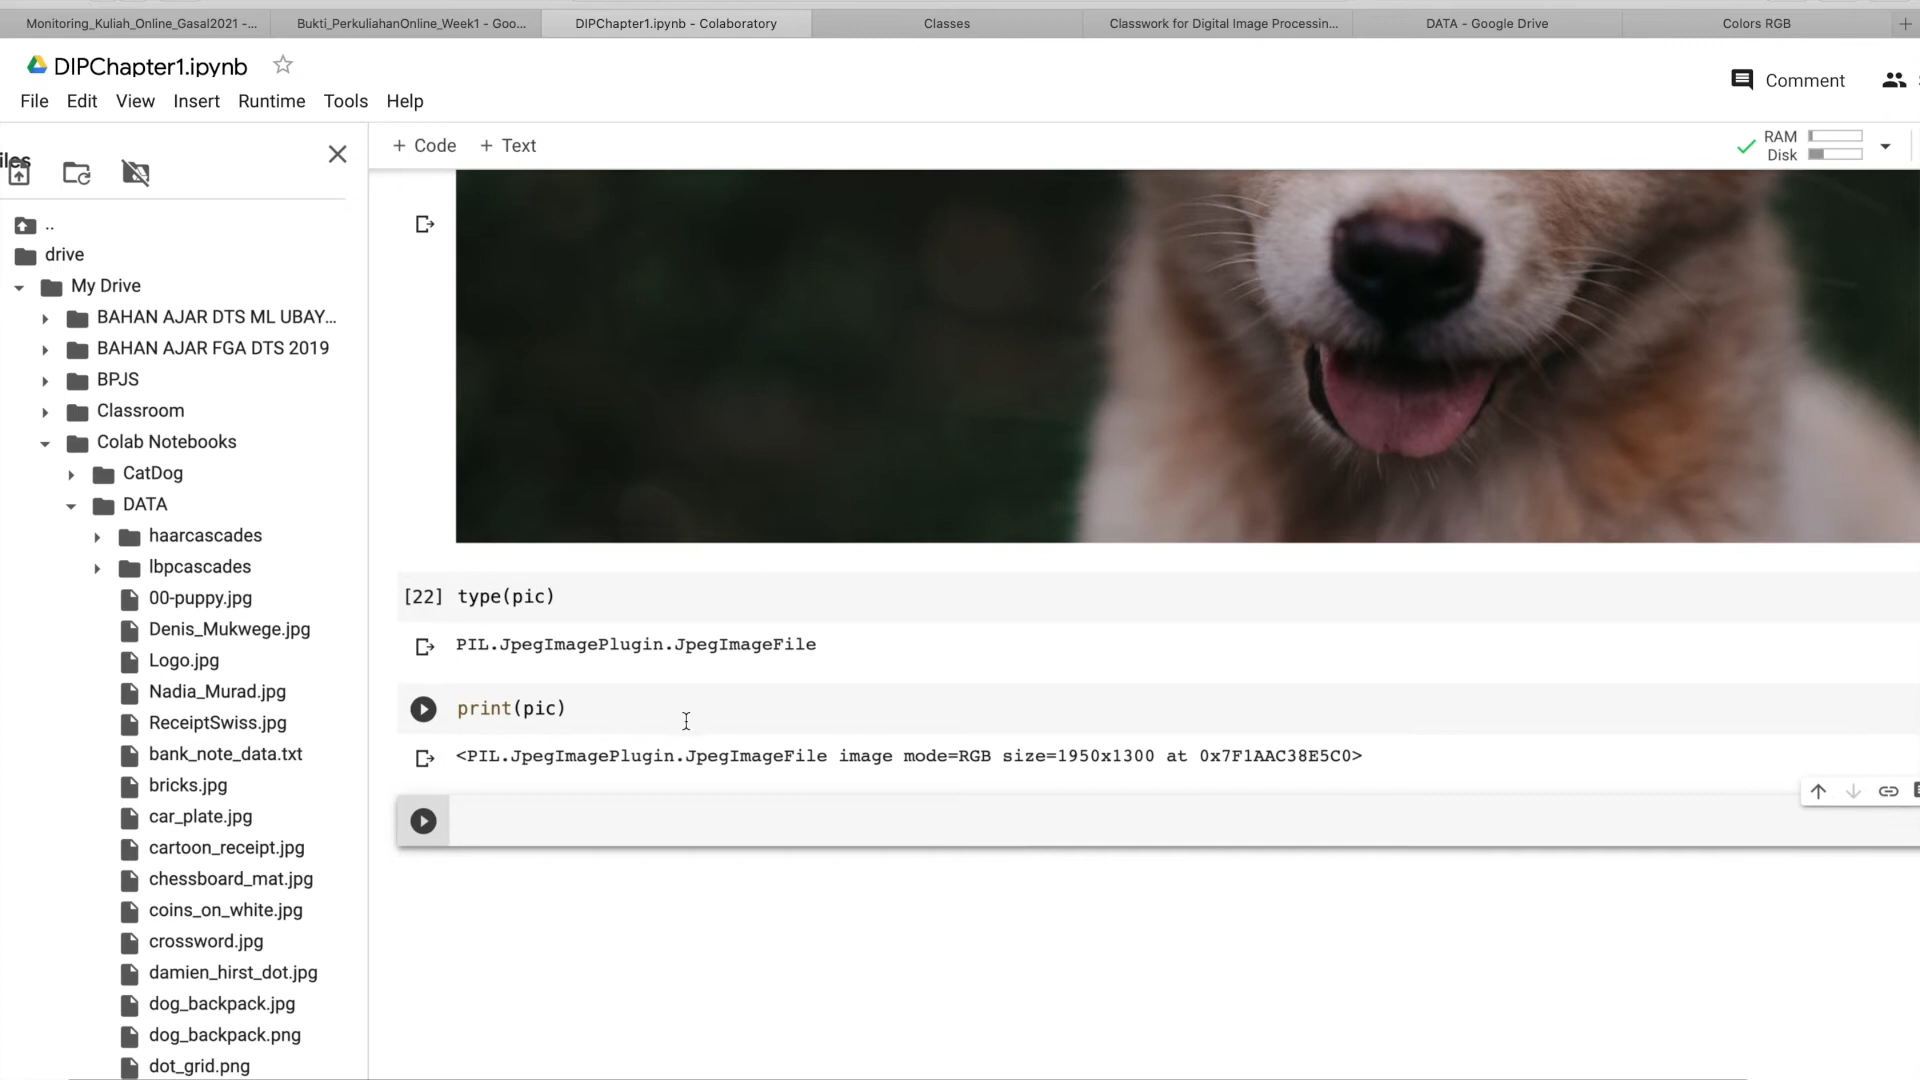 Monitoring_Kuliah_Online_Gasal2021 -...
Bukti_PerkuliahanOnline_Week1 - Goo...
DIPChapter1.ipynb - Colaboratory
Classes
Classwork for Digital Image Processin...
DATA - Google Drive
Colors RGB
DIPChapter1.ipynb
Comment
File Edit View Insert Runtime Tools Help
+ Code + Text
RAM
Disk
..
drive
My Drive
BAHAN AJAR DTS ML UBAY...
BAHAN AJAR FGA DTS 2019
BPJS
Classroom
Colab Notebooks
CatDog
DATA
haarcascades
lbpcascades
00-puppy.jpg
Denis_Mukwege.jpg
Logo.jpg
Nadia_Murad.jpg
ReceiptSwiss.jpg
bank_note_data.txt
bricks.jpg
car_plate.jpg
cartoon_receipt.jpg
chessboard_mat.jpg
coins_on_white.jpg
crossword.jpg
damien_hirst_dot.jpg
dog_backpack.jpg
dog_backpack.png
dot_grid.png
[22] type(pic)
PIL.JpegImagePlugin.JpegImageFile
print(pic)
<PIL.JpegImagePlugin.JpegImageFile image mode=RGB size=1950x1300 at 0x7F1AAC38E5C0>